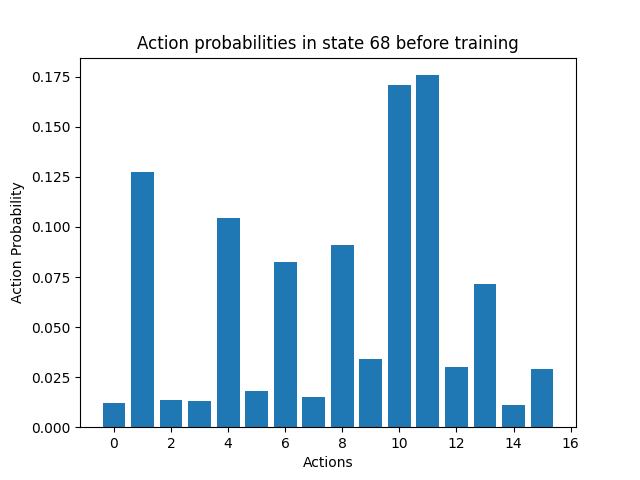 Action probabilities in state 68 before training
Action Probability
0.175
0.150
0.125
0.100
0.075
0.050
0.025
0.000
0 2 4 6 8 10 12 14 16
Actions